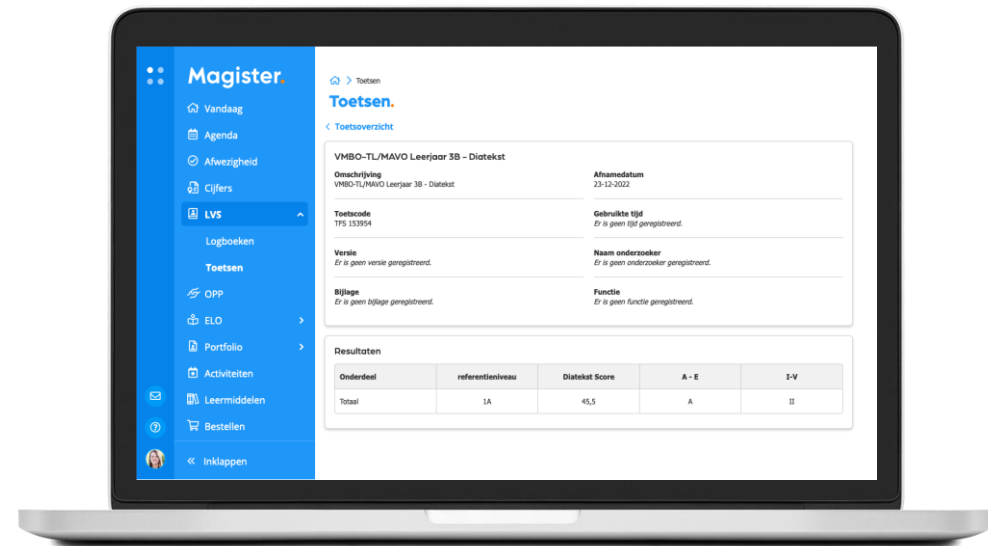 Magister.
Vandaag
Agenda
Afwezigheid
Cijfers
LVS
Logboeken
Toetsen
OPP
ELO
Portfolio
Activiteiten
Leermiddelen
Bestellen
Inklappen
Toetsen
Toetsen.
Toetsoverzicht
VMBO-TL/MAVO Leerjaar 3B - Diatekst
Omschrijving
VMBO-TL/MAVO Leerjaar 3B - Diatekst
Afnamedatum
23-12-2022
Toetscode
TFS 153954
Gebruikte tijd
Er is geen tijd geregistreerd.
Versie
Er is geen versie geregistreerd.
Naam onderzoeker
Er is geen onderzoeker geregistreerd.
Bijlage
Er is geen bijlage geregistreerd.
Functie
Er is geen functie geregistreerd.
Resultaten
Onderdeel referentieniveau Diatekst Score A - E I-V
Totaal 1A 45,5 A II